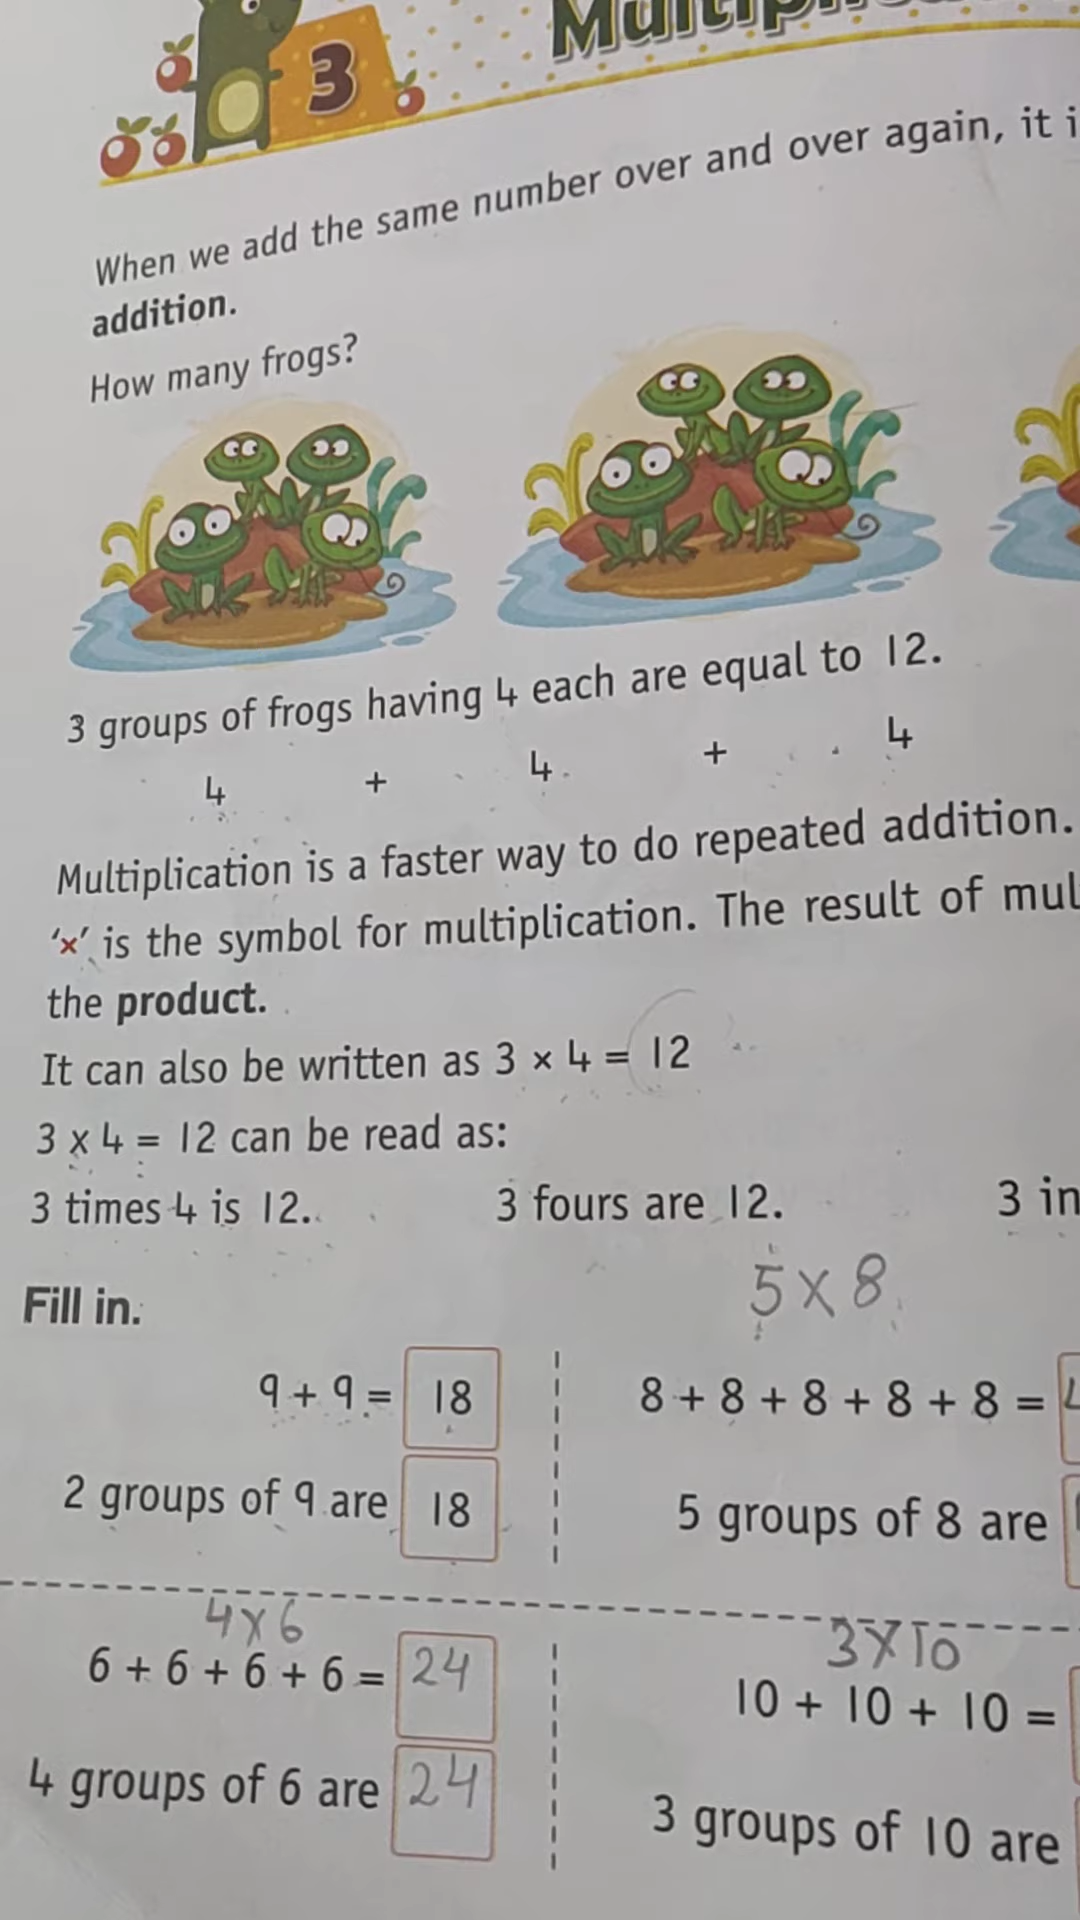 3
When we add the same number over and over again, it
addition.
How many frogs?
3 groups of frogs having 4 each are equal to 12.
4 + 4 + 4
Multiplication is a faster way to do repeated addition.
'×' is the symbol for multiplication. The result of
the product.
It can also be written as 3 × 4 = 12
3 × 4 = 12 can be read as:
3 times 4 is 12. 3 fours are 12. 3 in
Fill in.
5 × 8
9 + 9 = 18 8 + 8 + 8 + 8 + 8 =
2 groups of 9 are 18 5 groups of 8 are
4 × 6 3 × 10
6 + 6 + 6 + 6 = 24 10 + 10 + 10 =
4 groups of 6 are 24 3 groups of 10 are